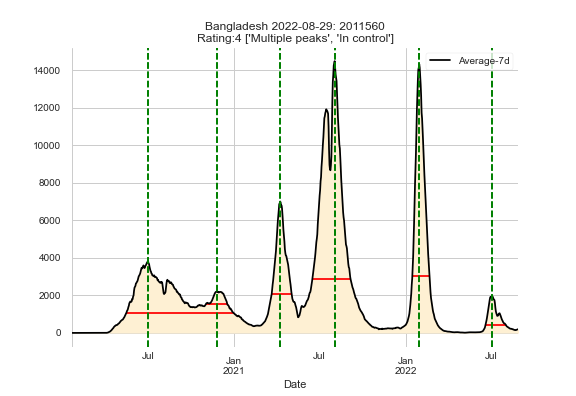 Bangladesh 2022-08-29: 2011560
Rating:4 ['Multiple peaks', 'In control']
Average-7d
14000
12000
10000
8000
6000
4000
2000
0
Jul
Jan
2021
Jul
Jan
2022
Jul
Date